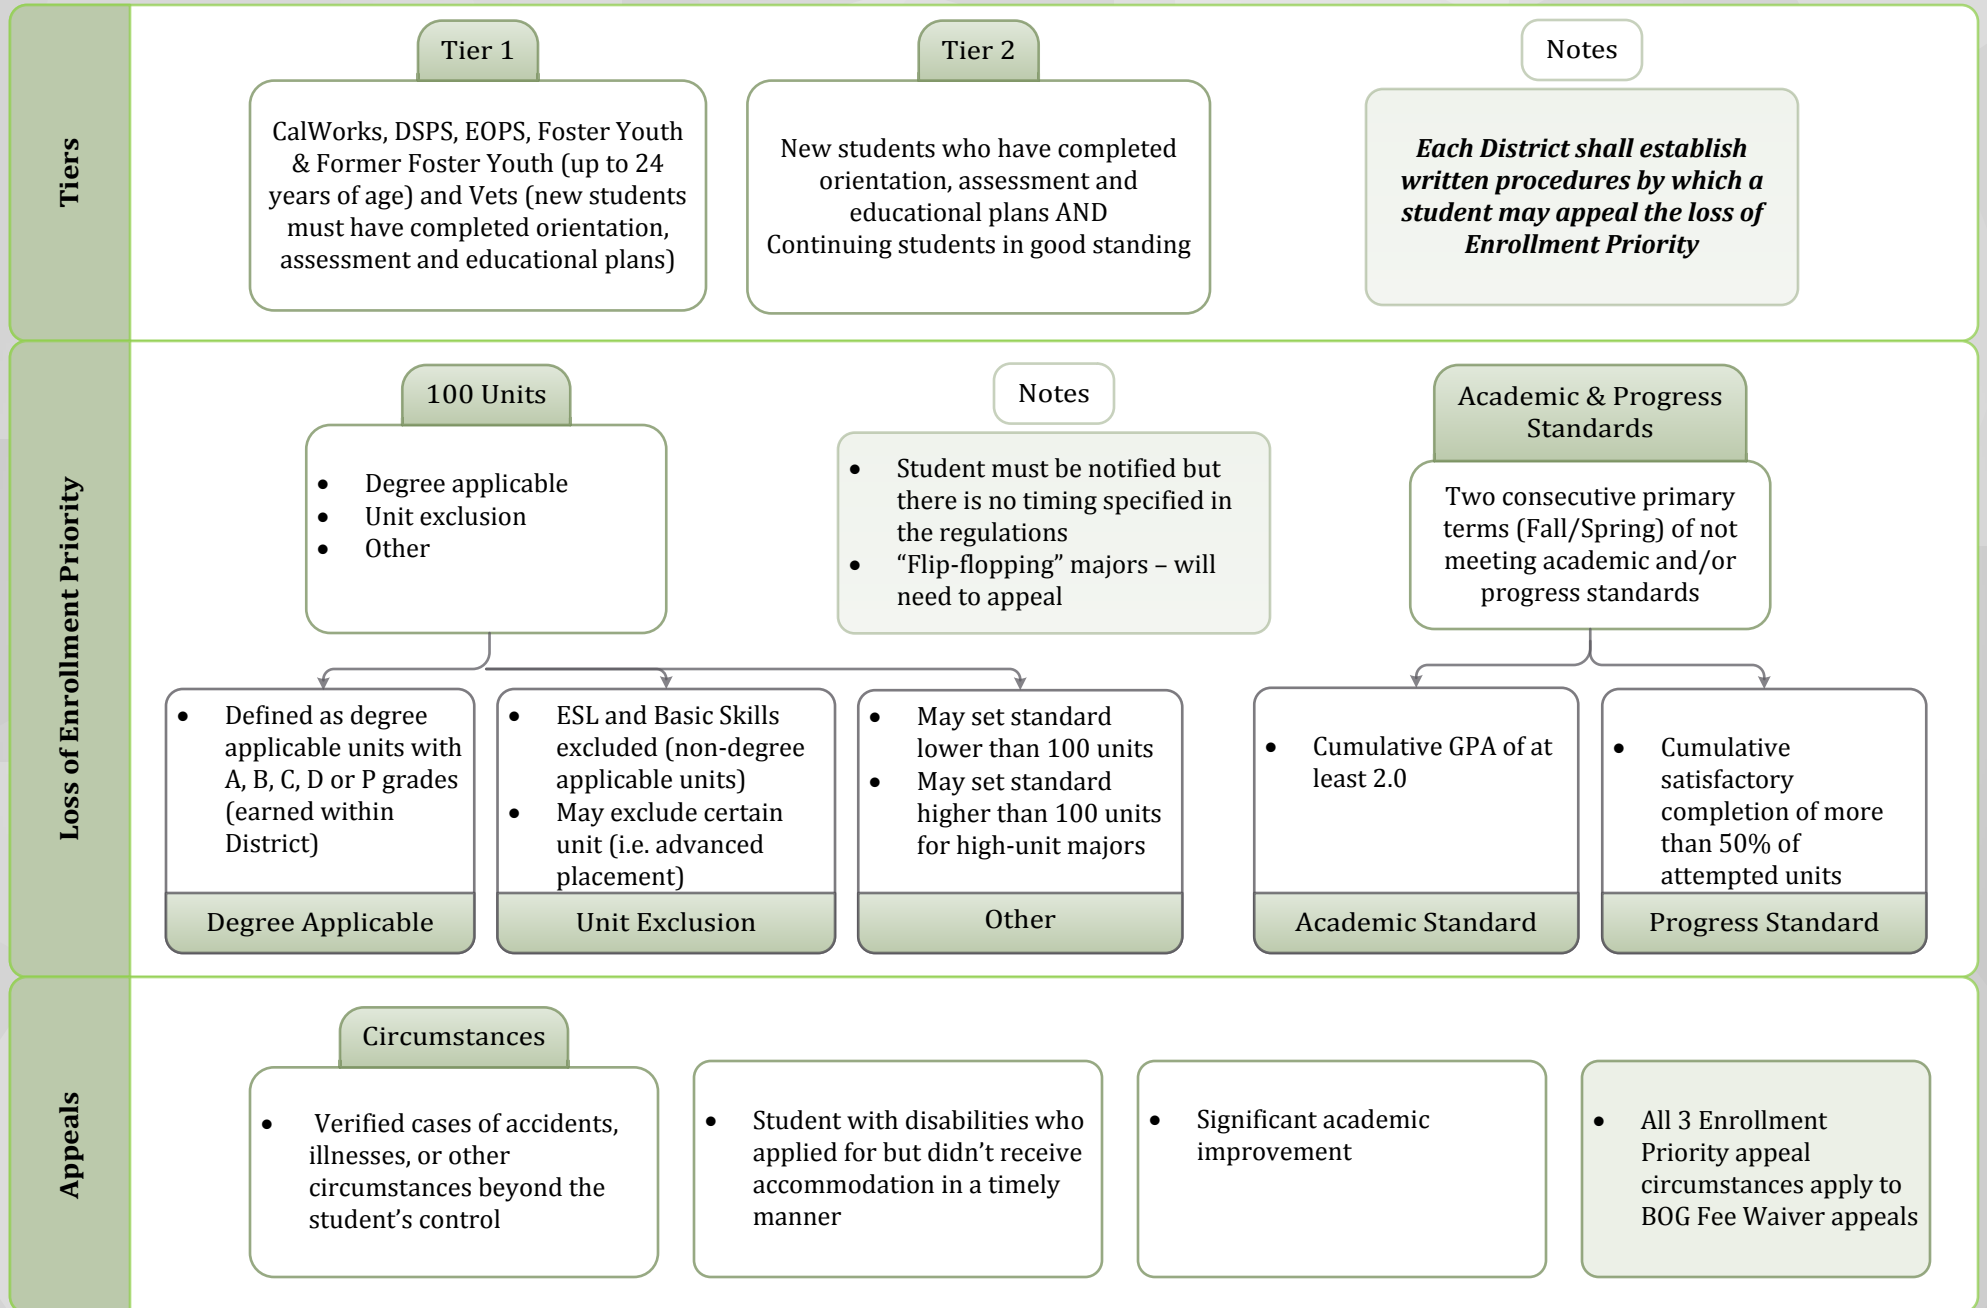 Tiers
Tier 1
CalWorks, DSPS, EOPS, Foster Youth
& Former Foster Youth (up to 24
years of age) and Vets (new students
must have completed orientation,
assessment and educational plans)
Tier 2
New students who have completed
orientation, assessment and
educational plans AND
Continuing students in good standing
Notes
Each District shall establish
written procedures by which a
student may appeal the loss of
Enrollment Priority
Loss of Enrollment Priority
100 Units
• Degree applicable
• Unit exclusion
• Other
Notes
• Student must be notified but
there is no timing specified in
the regulations
• “Flip-flopping” majors – will
need to appeal
Academic & Progress
Standards
Two consecutive primary
terms (Fall/Spring) of not
meeting academic and/or
progress standards
• Defined as degree
applicable units with
A, B, C, D or P grades
(earned within
District)
Degree Applicable
• ESL and Basic Skills
excluded (non-degree
applicable units)
• May exclude certain
unit (i.e. advanced
placement)
Unit Exclusion
• May set standard
lower than 100 units
• May set standard
higher than 100 units
for high-unit majors
Other
• Cumulative GPA of at
least 2.0
Academic Standard
• Cumulative
satisfactory
completion of more
than 50% of
attempted units
Progress Standard
Appeals
Circumstances
• Verified cases of accidents,
illnesses, or other
circumstances beyond the
student’s control
• Student with disabilities who
applied for but didn’t receive
accommodation in a timely
manner
• Significant academic
improvement
• All 3 Enrollment
Priority appeal
circumstances apply to
BOG Fee Waiver appeals